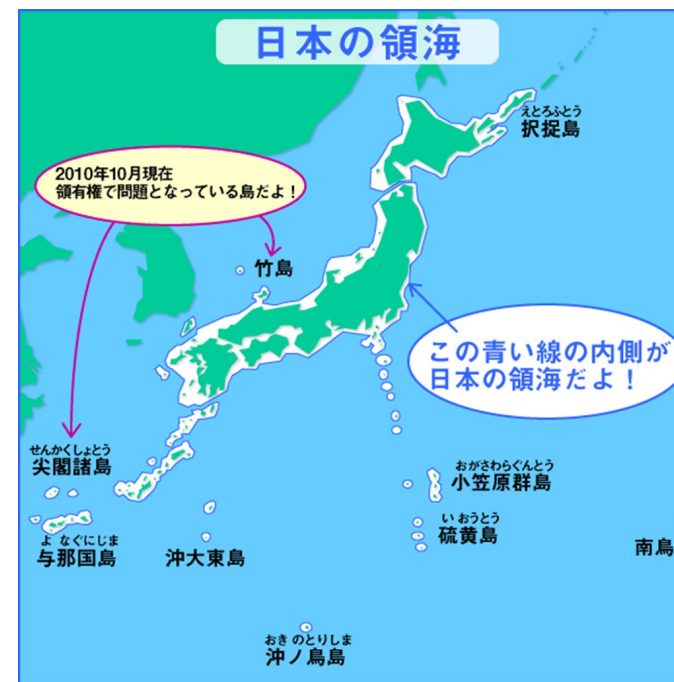 日本の領海
えとろふとう
択捉島
2010年10月現在
領有権で問題となっている島だよ！
竹島
この青い線の内側が
日本の領海だよ！
せんかくしょとう
尖閣諸島
おがさわらぐんとう
小笠原群島
い おうとう
硫黄島
よ なぐにじま
与那国島
沖大東島
南鳥
おき のとりしま
沖ノ鳥島